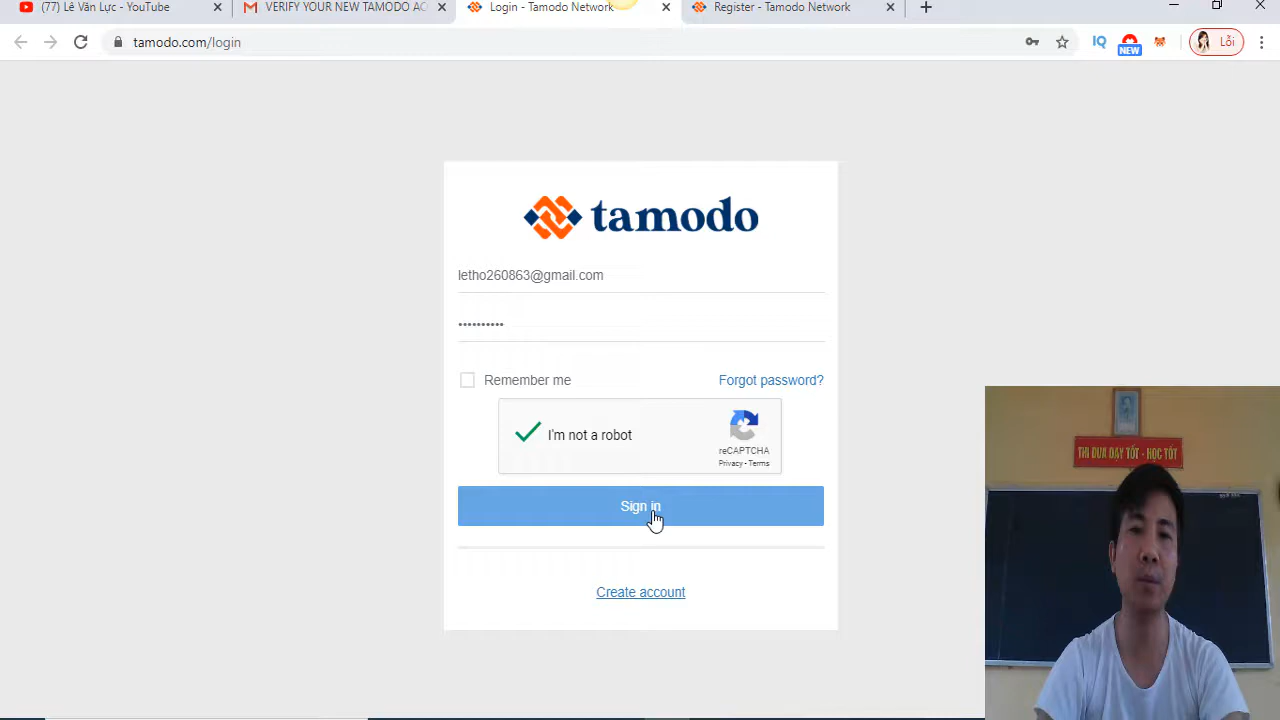 (77) Lê Văn Lực - YouTube
VERIFY YOUR NEW TAMODO AC
Login - Tamodo Network
Register - Tamodo Network
tamodo.com/login
IQ
NEW
Lỗi
tamodo
letho260863@gmail.com
••••••••••
Remember me
Forgot password?
I'm not a robot
reCAPTCHA
Privacy - Terms
Sign in
Create account
THI ĐUA DẠY TỐT - HỌC TỐT